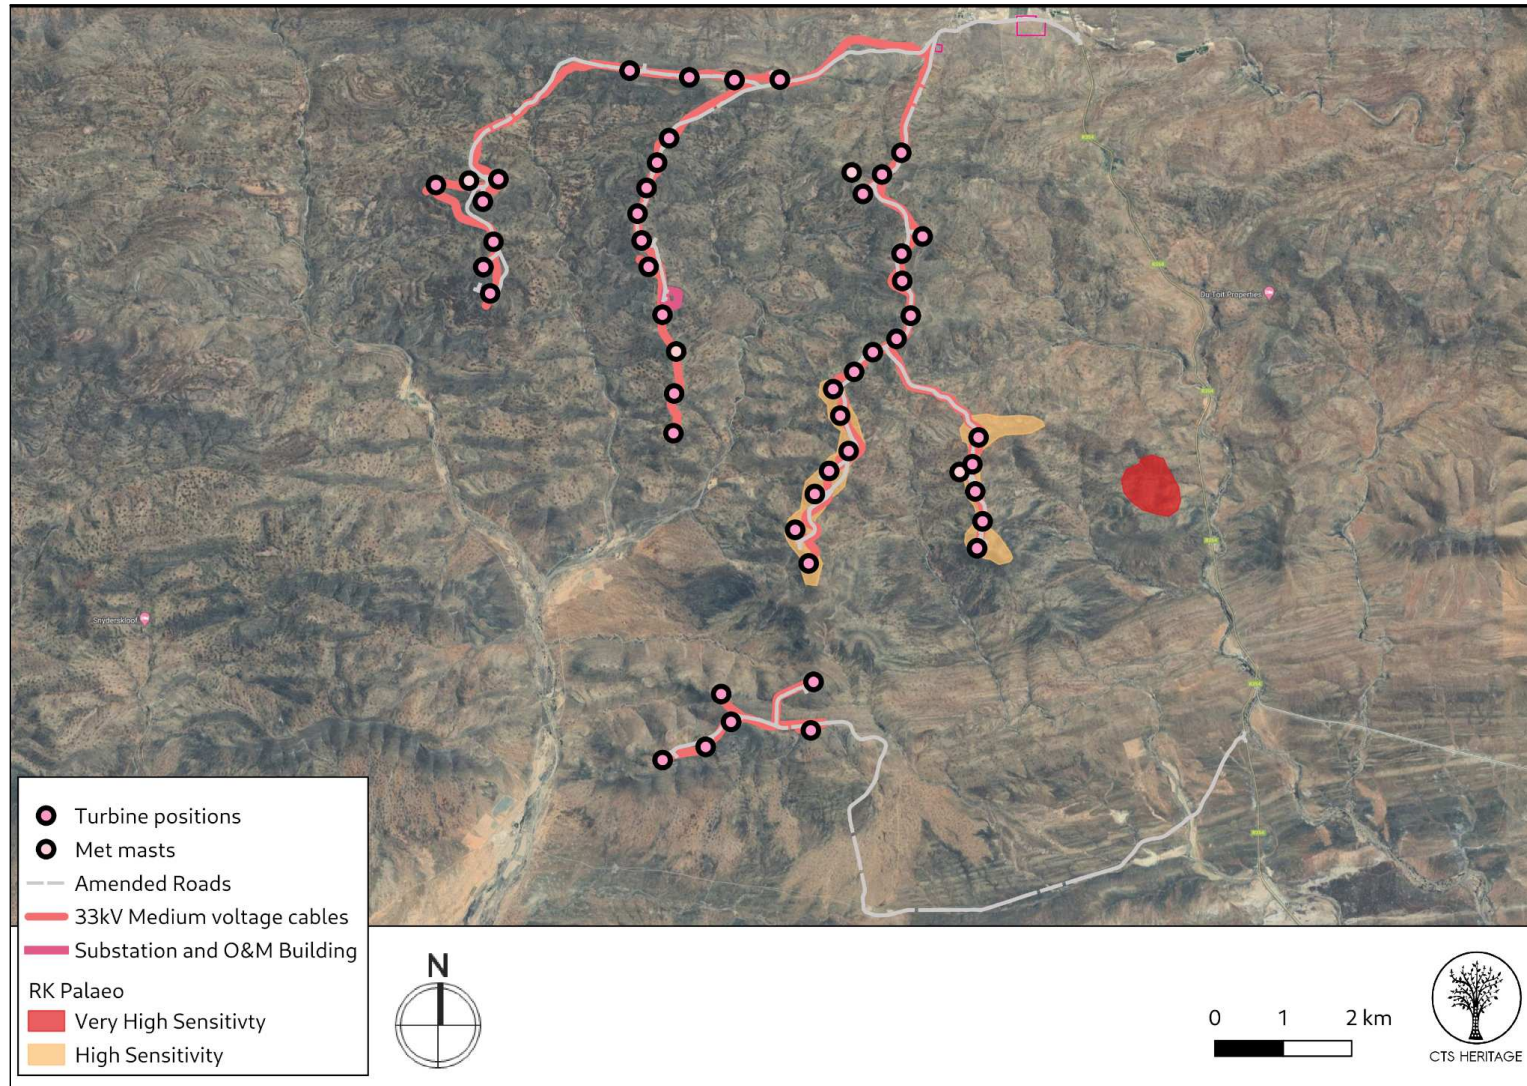 Du Toit Properties
Snyderskloof
Turbine positions
Met masts
Amended Roads
33kV Medium voltage cables
Substation and O&M Building
RK Palaeo
Very High Sensitivty
High Sensitivity
N
0 1 2 km
CTS HERITAGE